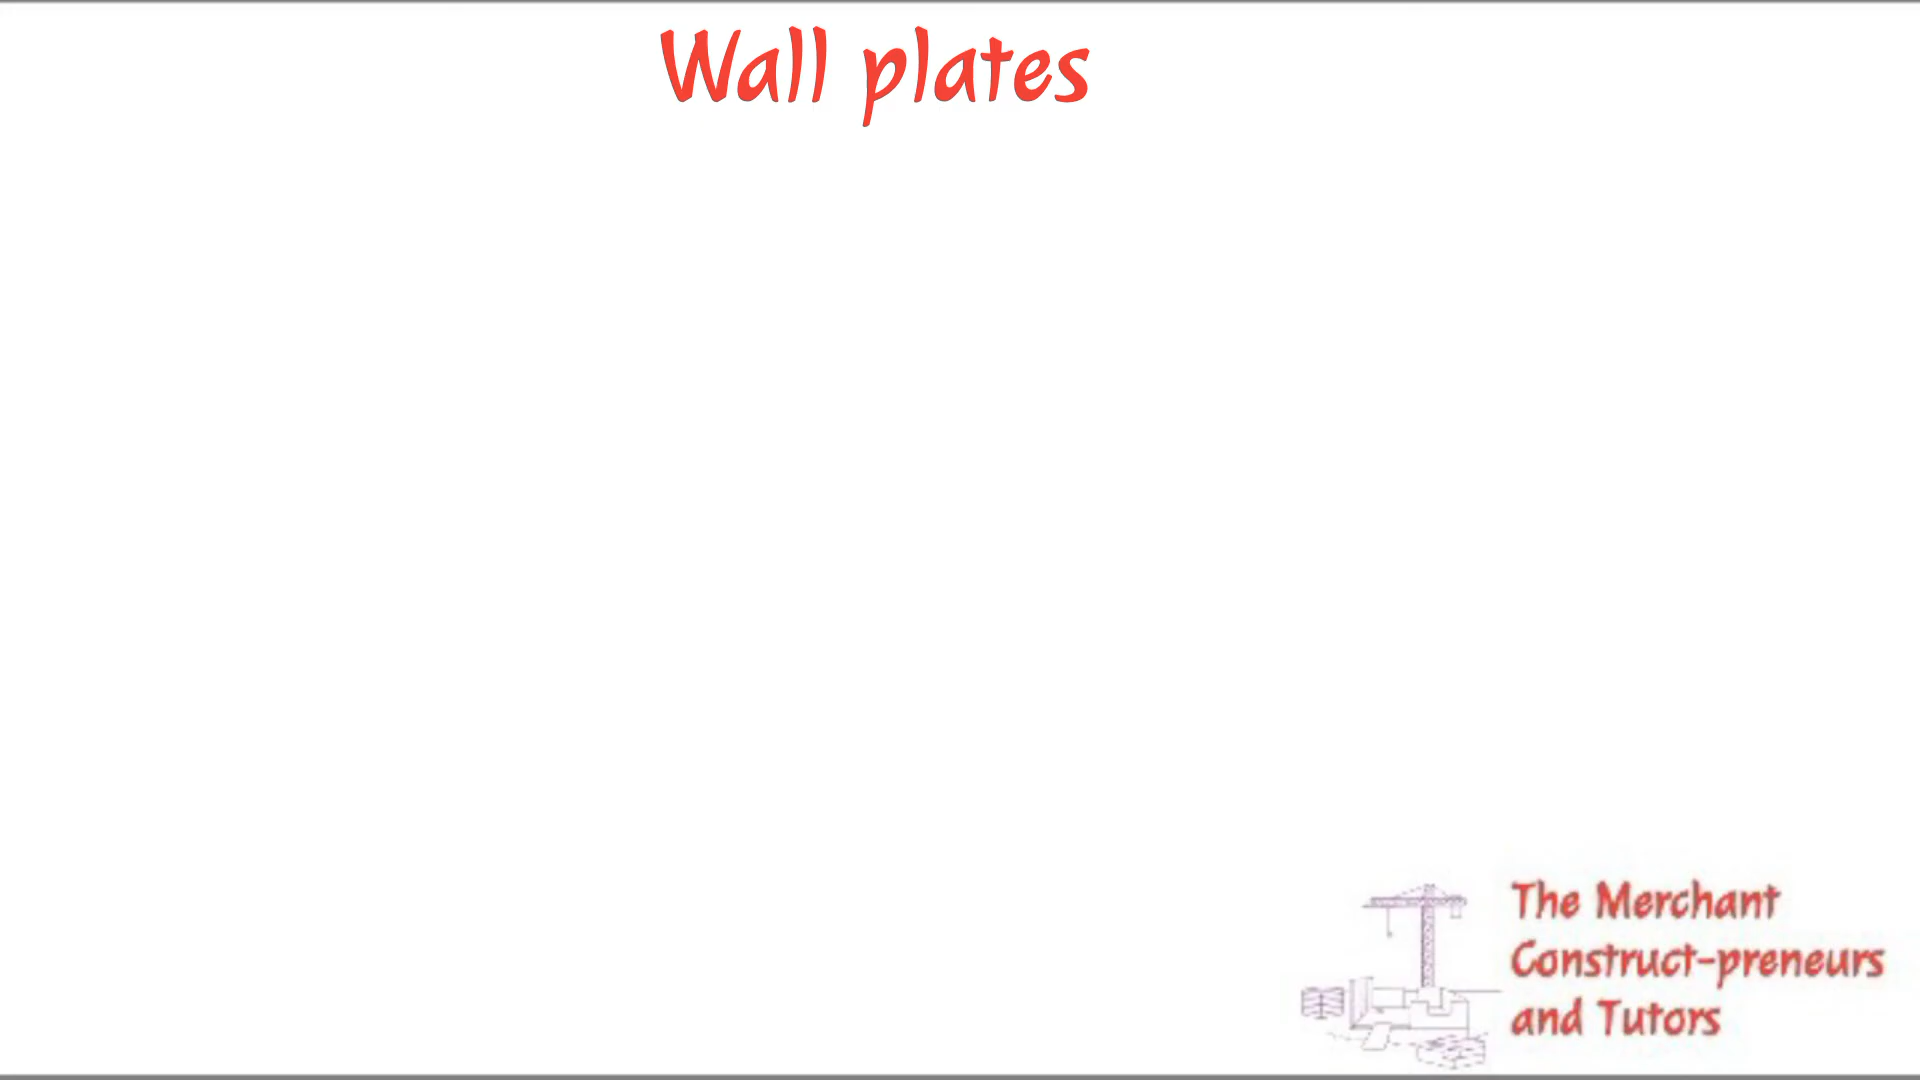 Wall plates
The Merchant
Construct-preneurs
and Tutors